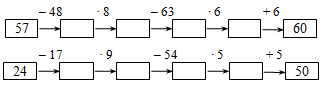 – 48 · 8 – 63 · 6 + 6
57 60
– 17 · 9 – 54 · 5 + 5
24 50